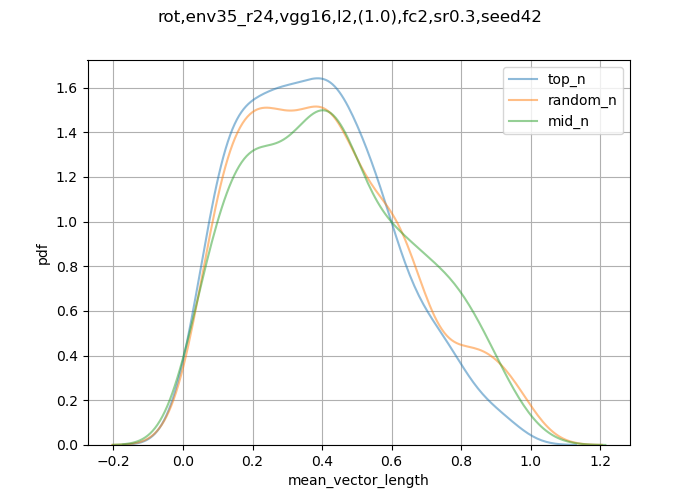 rot,env35_r24,vgg16,l2,(1.0),fc2,sr0.3,seed42
top_n
random_n
mid_n
pdf
1.6
1.4
1.2
1.0
0.8
0.6
0.4
0.2
0.0
−0.2 0.0 0.2 0.4 0.6 0.8 1.0 1.2
mean_vector_length